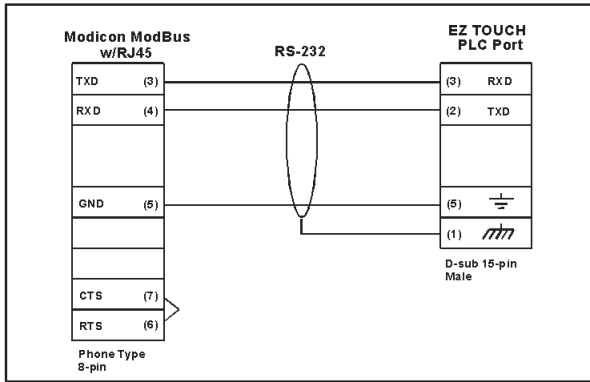 Modicon ModBus
w/RJ45
RS-232
EZ TOUCH
PLC Port
TXD (3)
(3) RXD
RXD (4)
(2) TXD
GND (5)
(5)
(1)
D-sub 15-pin
Male
CTS (7)
RTS (6)
Phone Type
8-pin